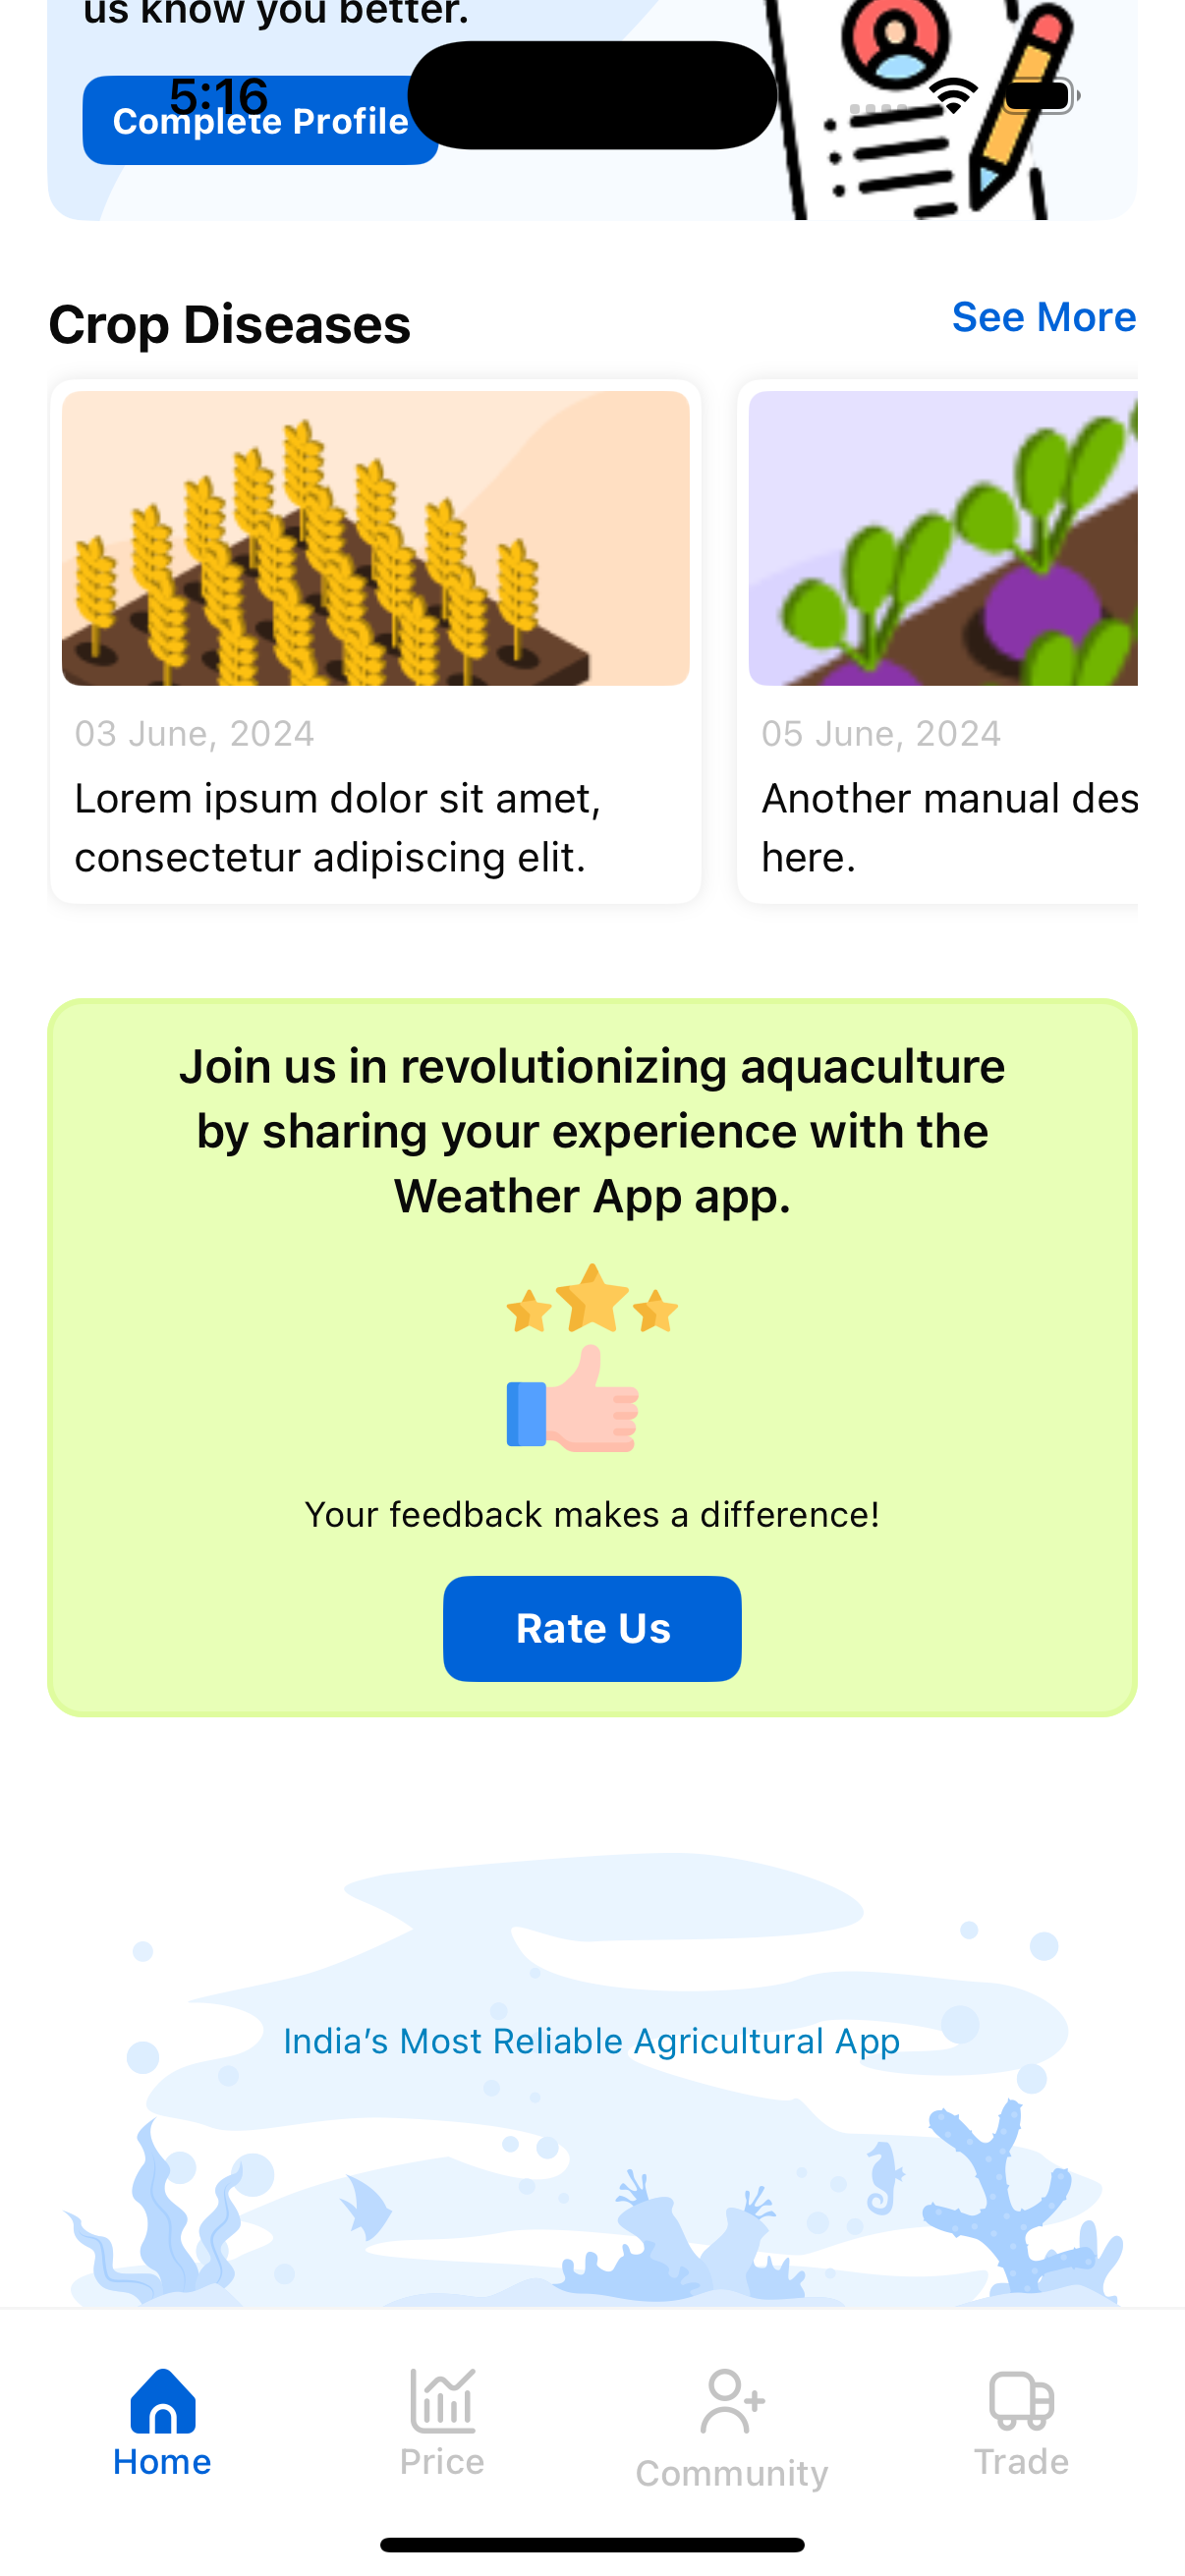 us know you better.
5:16
Complete Profile
Crop Diseases
See More
03 June, 2024
Lorem ipsum dolor sit amet,
consectetur adipiscing elit.
05 June, 2024
Another manual des
here.
Join us in revolutionizing aquaculture
by sharing your experience with the
Weather App app.
Your feedback makes a difference!
Rate Us
India’s Most Reliable Agricultural App
Home
Price
Community
Trade